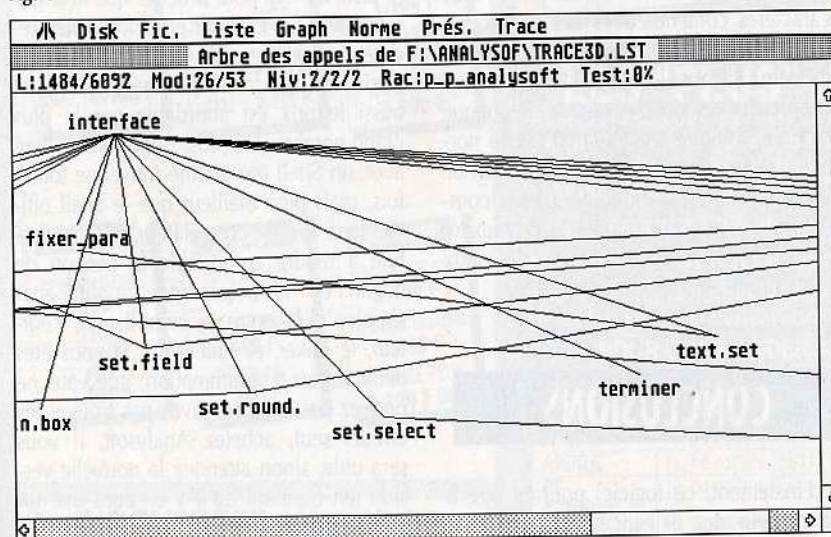 Disk Fic. Liste Graph Norme Prés. Trace
Arbre des appels de F:\ANALYSOF\TRACE3D.LST
L:1484/6092 Mod:26/53 Niv:2/2/2 Rac:p_p_analysoft Test:0%
interface
fixer_para
text.set
set.field
terminer
set.round.
n.box
set.select